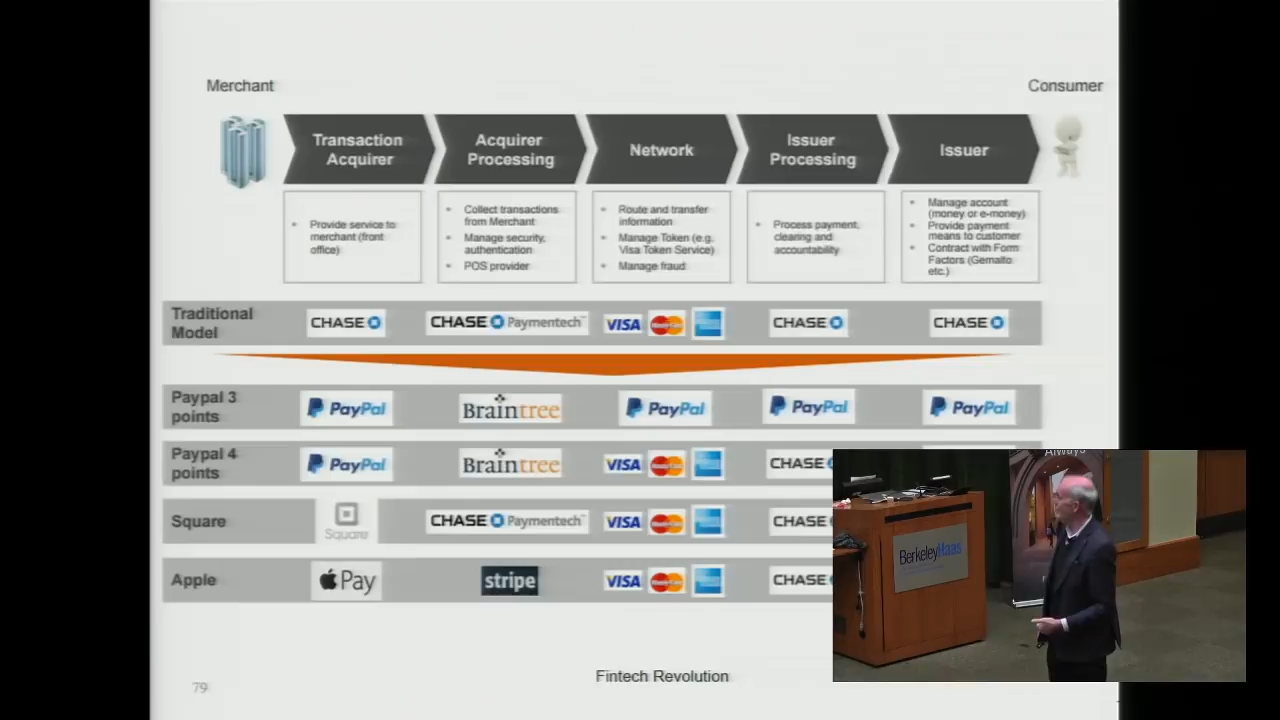 Merchant
Consumer
Transaction
Acquirer
Acquirer
Processing
Network
Issuer
Processing
Issuer
• Provide service to
merchant (front
office)
• Collect transactions
from Merchant
• Manage security,
authentication
• POS provider
• Route and transfer
information
• Manage Token (e.g.
Visa Token Service)
• Manage fraud
• Process payment,
clearing and
accountability
• Manage account
(money or e-money)
• Provide payment
means to customer
• Contract with Form
Factors (Gemalto
etc.)
Traditional
Model
CHASE
CHASE Paymentech
VISA
MasterCard
CHASE
CHASE
Paypal 3
points
PayPal
Braintree
PayPal
PayPal
PayPal
Paypal 4
points
PayPal
Braintree
VISA
MasterCard
CHASE
Square
Square
CHASE Paymentech
VISA
MasterCard
CHASE
Apple
Pay
stripe
VISA
MasterCard
CHASE
Always
BerkeleyHaas
Fintech Revolution
79